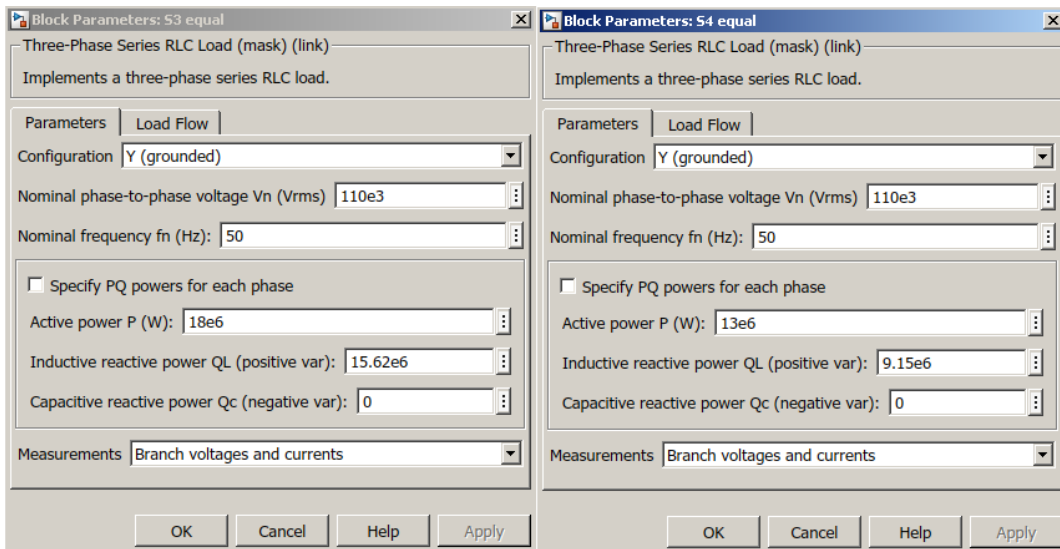 Block Parameters: S3 equal
Three-Phase Series RLC Load (mask) (link)
Implements a three-phase series RLC load.
Parameters Load Flow
Configuration Y (grounded)
Nominal phase-to-phase voltage Vn (Vrms) 110e3
Nominal frequency fn (Hz): 50
Specify PQ powers for each phase
Active power P (W): 18e6
Inductive reactive power QL (positive var): 15.62e6
Capacitive reactive power Qc (negative var): 0
Measurements Branch voltages and currents
OK Cancel Help Apply
Block Parameters: S4 equal
Three-Phase Series RLC Load (mask) (link)
Implements a three-phase series RLC load.
Parameters Load Flow
Configuration Y (grounded)
Nominal phase-to-phase voltage Vn (Vrms) 110e3
Nominal frequency fn (Hz): 50
Specify PQ powers for each phase
Active power P (W): 13e6
Inductive reactive power QL (positive var): 9.15e6
Capacitive reactive power Qc (negative var): 0
Measurements Branch voltages and currents
OK Cancel Help Apply